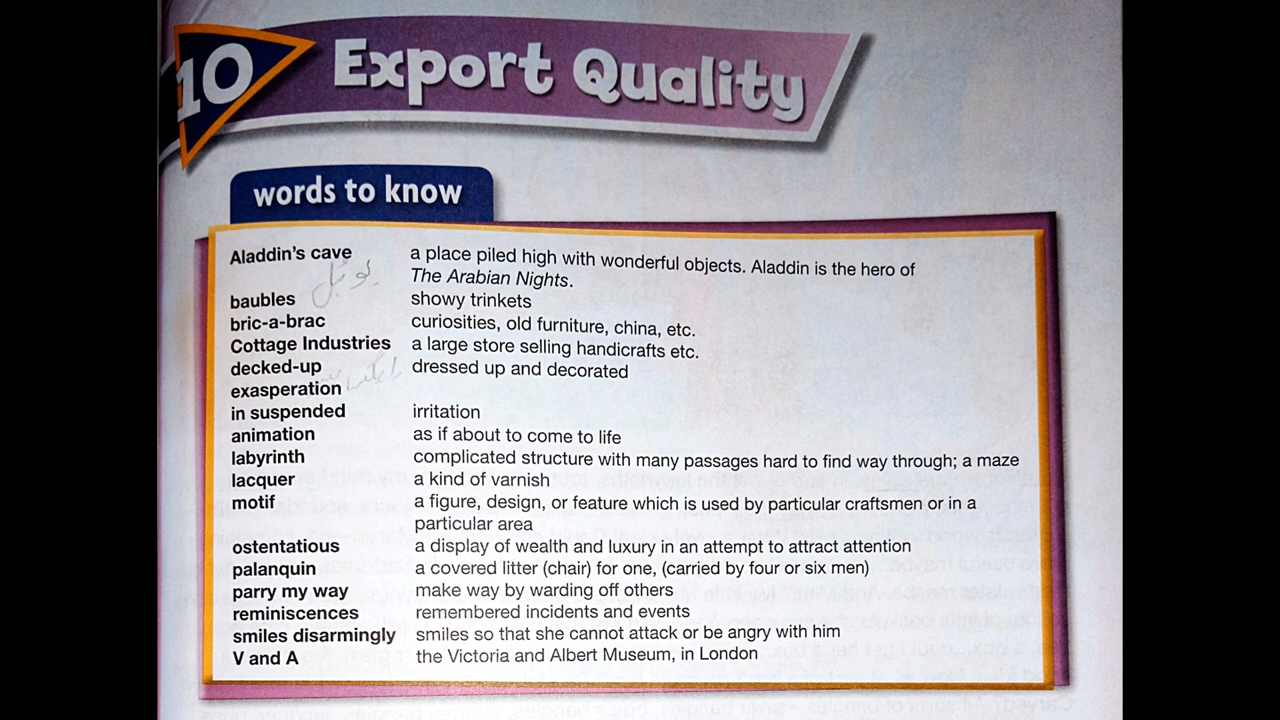 10 Export Quality
words to know
Aladdin's cave a place piled high with wonderful objects. Aladdin is the hero of
The Arabian Nights.
baubles showy trinkets
bric-a-brac curiosities, old furniture, china, etc.
Cottage Industries a large store selling handicrafts etc.
decked-up dressed up and decorated
exasperation
in suspended irritation
animation as if about to come to life
labyrinth complicated structure with many passages hard to find way through; a maze
lacquer a kind of varnish
motif a figure, design, or feature which is used by particular craftsmen or in a
particular area
ostentatious a display of wealth and luxury in an attempt to attract attention
palanquin a covered litter (chair) for one, (carried by four or six men)
parry my way make way by warding off others
reminiscences remembered incidents and events
smiles disarmingly smiles so that she cannot attack or be angry with him
V and A the Victoria and Albert Museum, in London